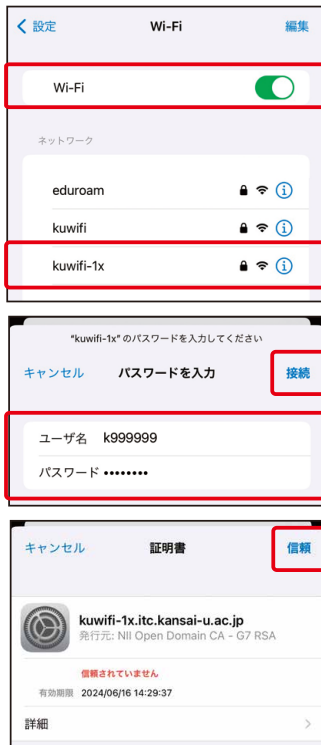 設定 Wi-Fi 編集
Wi-Fi
ネットワーク
eduroam
kuwifi
kuwifi-1x
"kuwifi-1x"のパスワードを入力してください
キャンセル パスワードを入力 接続
ユーザ名 k999999
パスワード ••••••••
キャンセル 証明書 信頼
kuwifi-1x.itc.kansai-u.ac.jp
発行元: NII Open Domain CA - G7 RSA
信頼されていません
有効期限 2024/06/16 14:29:37
詳細